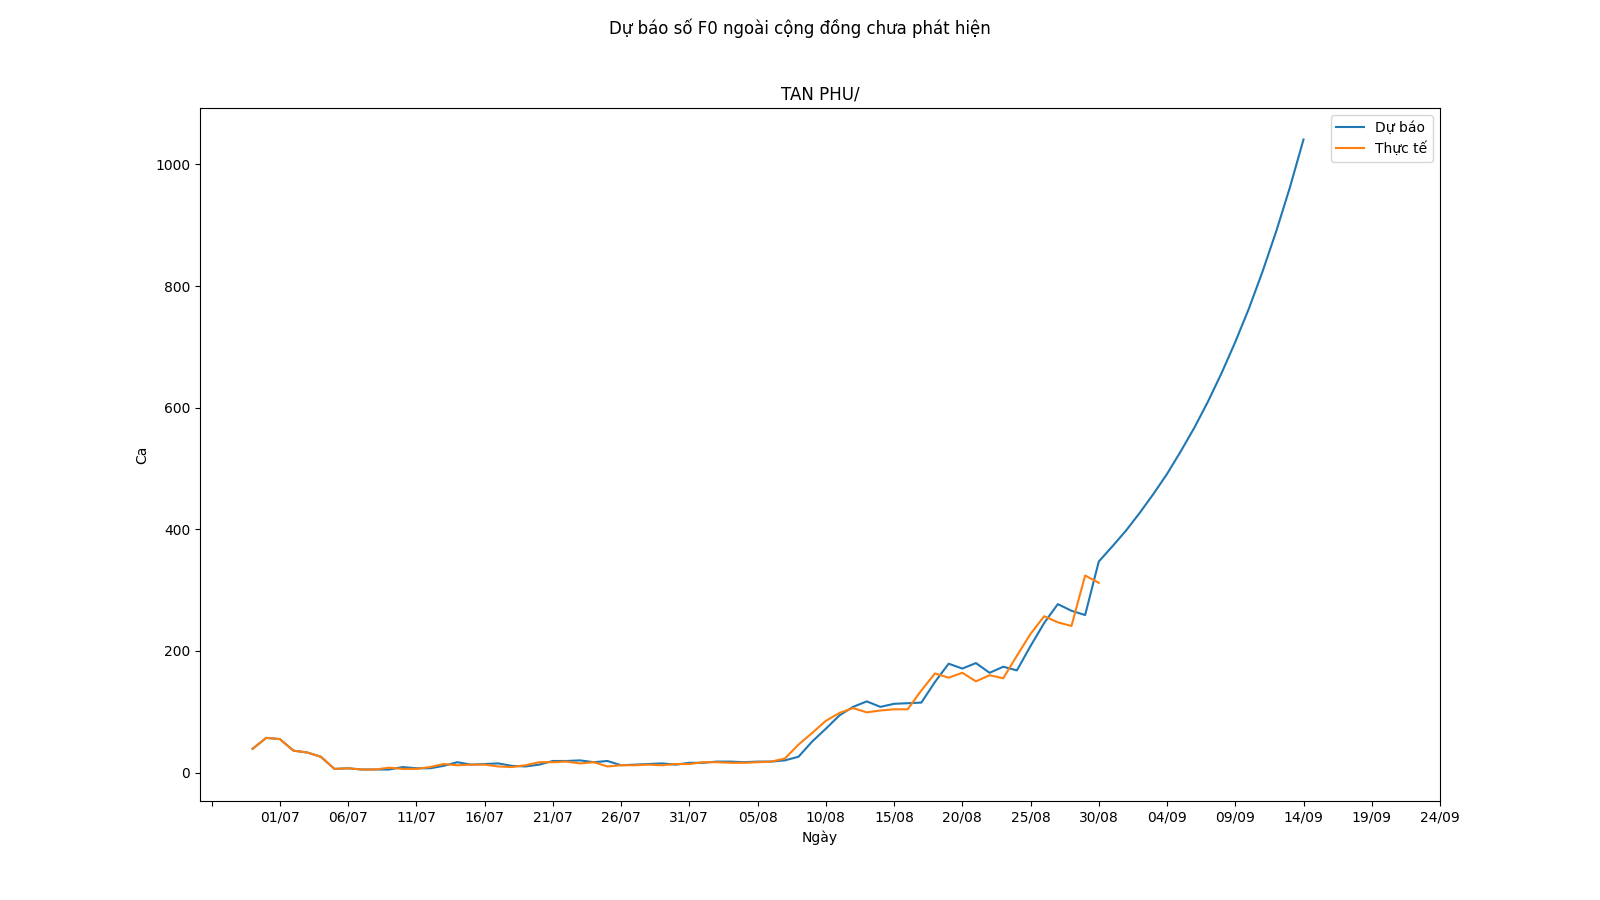 Dự báo số F0 ngoài cộng đồng chưa phát hiện
TAN PHU/
Dự báo
Thực tế
1000
800
600
400
200
0
Ca
01/07 06/07 11/07 16/07 21/07 26/07 31/07 05/08 10/08 15/08 20/08 25/08 30/08 04/09 09/09 14/09 19/09 24/09
Ngày